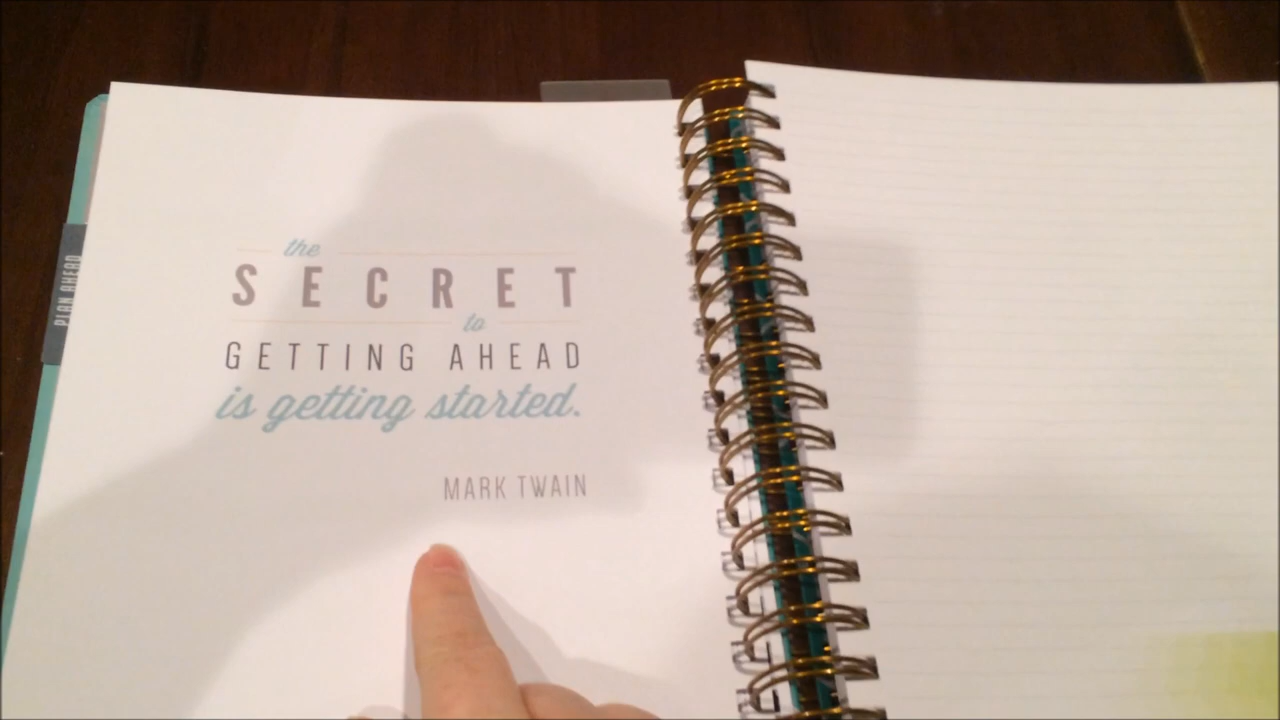 the
SECRET
to
GETTING AHEAD
is getting started.
MARK TWAIN
PLAN AHEAD